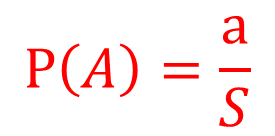 P(A) = a/S